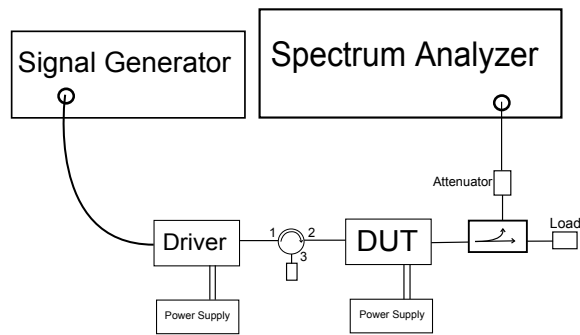 Signal Generator
Spectrum Analyzer
Attenuator
Load
1
2
3
Driver
DUT
Power Supply
Power Supply